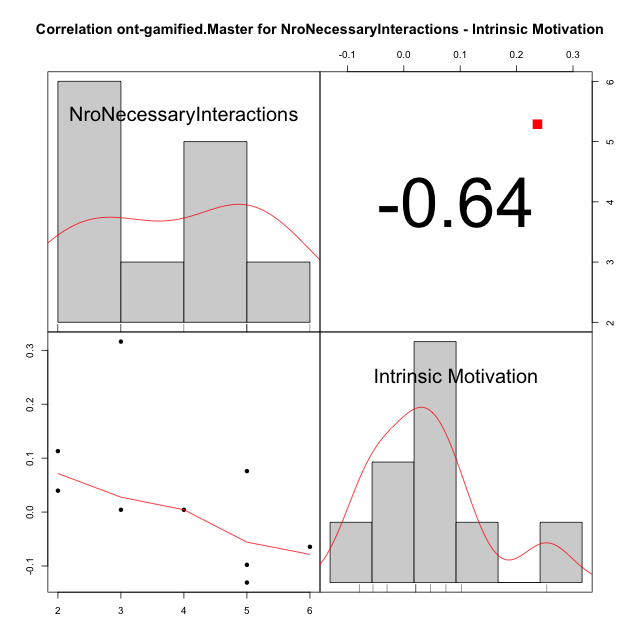 Correlation ont-gamified.Master for NroNecessaryInteractions - Intrinsic Motivation
-0.1 0.0 0.1 0.2 0.3
NroNecessaryInteractions
-0.64
6
5
4
3
2
0.3
0.2
0.1
0.0
-0.1
Intrinsic Motivation
2 3 4 5 6